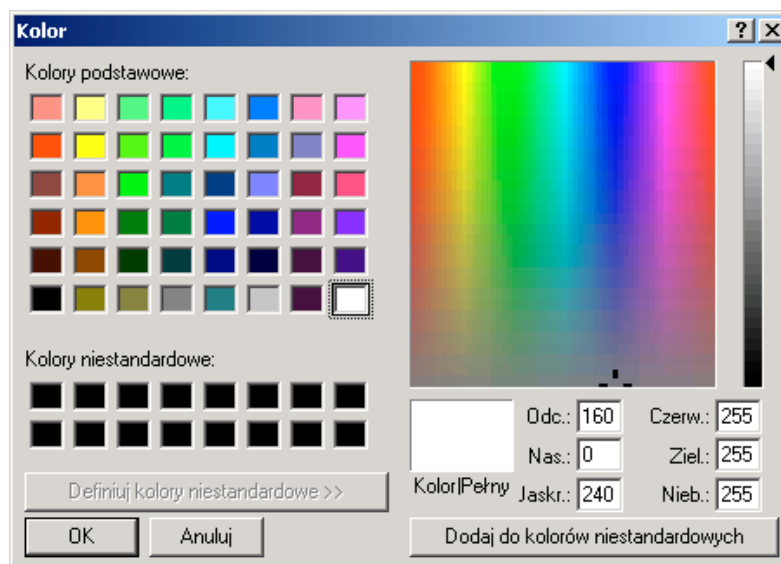 Kolor
Kolory podstawowe:
Kolory niestandardowe:
Definiuj kolory niestandardowe >>
OK Anuluj
Kolor|Pełny
Odc.: 160 Czerw.: 255
Nas.: 0 Ziel.: 255
Jaskr.: 240 Nieb.: 255
Dodaj do kolorów niestandardowych